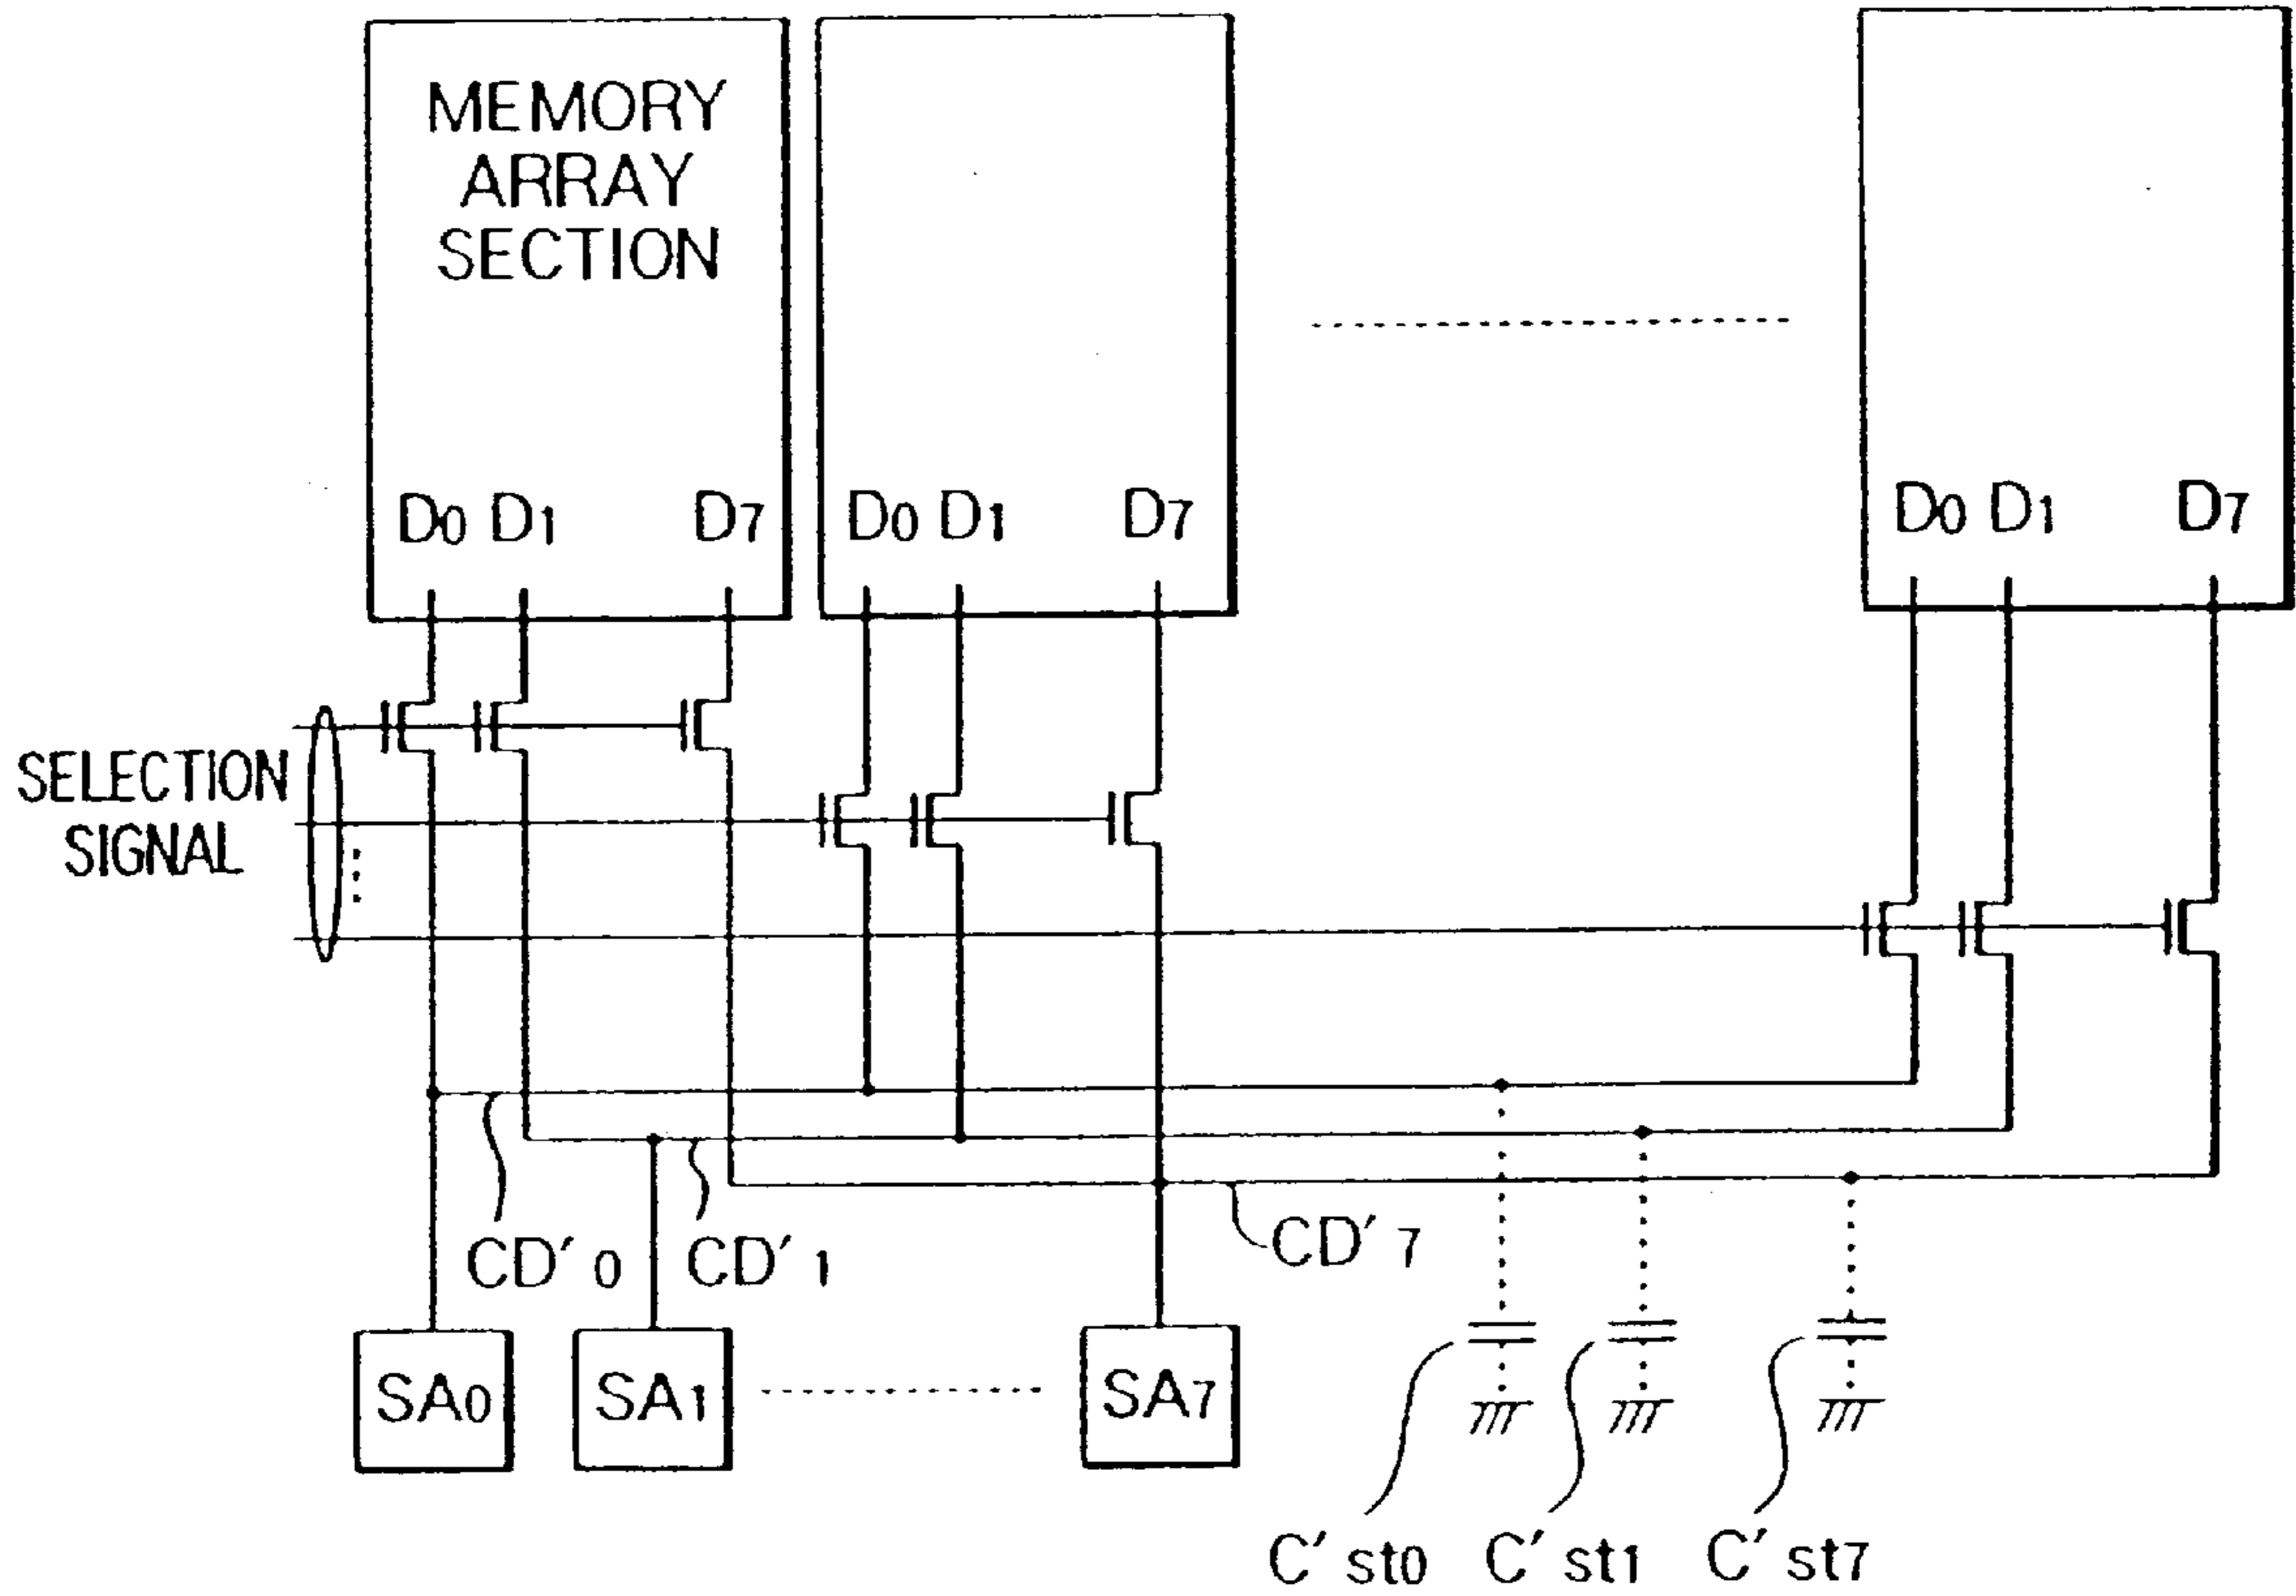 MEMORY
ARRAY
SECTION
D0 D1 D7
D0 D1 D7
D0 D1 D7
SELECTION
SIGNAL
CD′0
CD′1
CD′7
SA0
SA1
SA7
C′st0
C′st1
C′st7